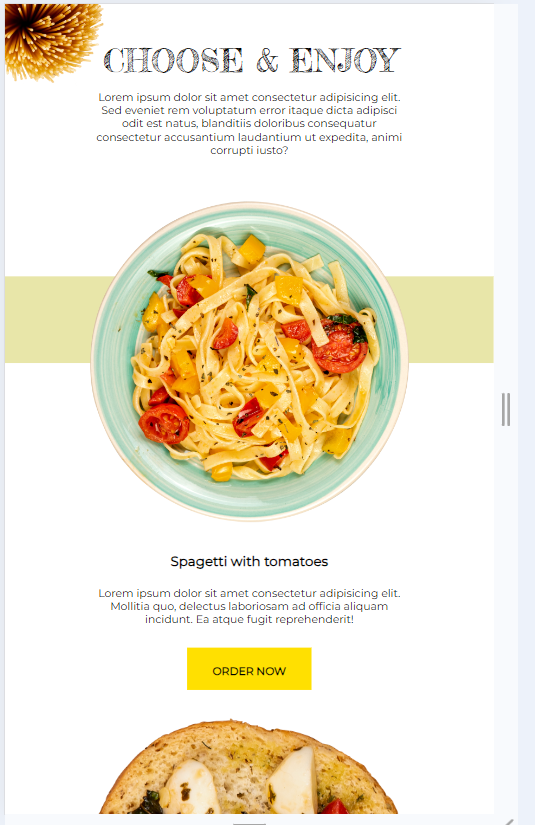 CHOOSE & ENJOY
Lorem ipsum dolor sit amet consectetur adipisicing elit.
Sed eveniet rem voluptatum error itaque dicta adipisci
odit est natus, blanditiis doloribus consequatur
consectetur accusantium laudantium ut expedita, animi
corrupti iusto?
Spagetti with tomatoes
Lorem ipsum dolor sit amet consectetur adipisicing elit.
Mollitia quo, delectus laboriosam ad officia aliquam
incidunt. Ea atque fugit reprehenderit!
ORDER NOW